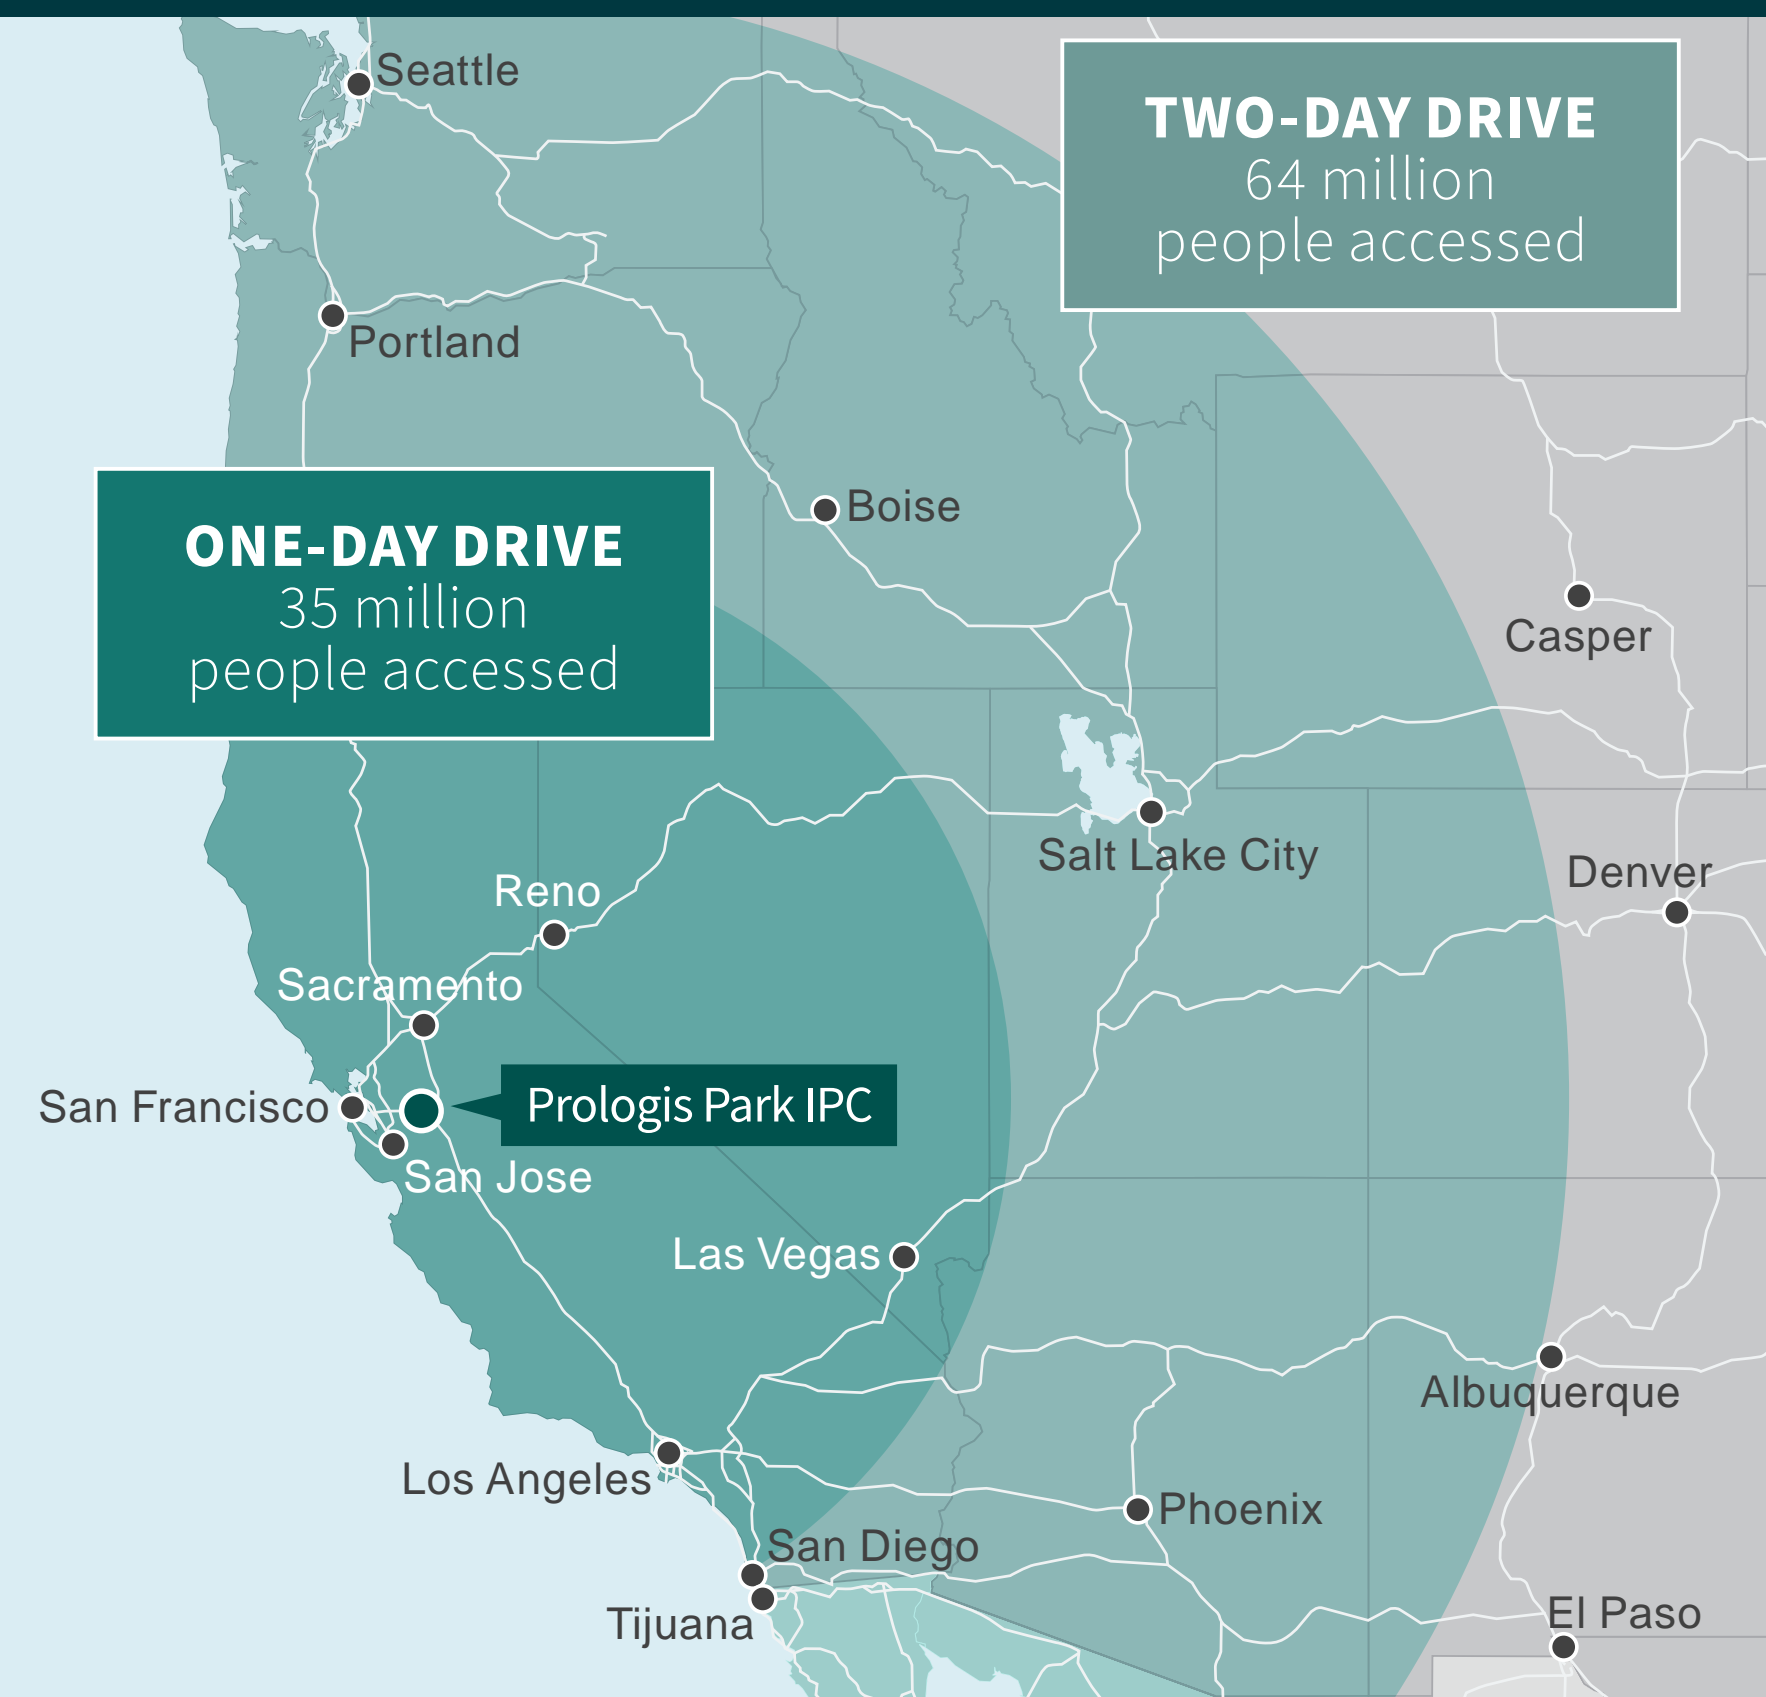 Seattle
TWO-DAY DRIVE
64 million
people accessed
Portland
Boise
ONE-DAY DRIVE
35 million
people accessed
Casper
Salt Lake City
Denver
Reno
Sacramento
San Francisco
Prologis Park IPC
San Jose
Las Vegas
Albuquerque
Los Angeles
Phoenix
San Diego
Tijuana
El Paso